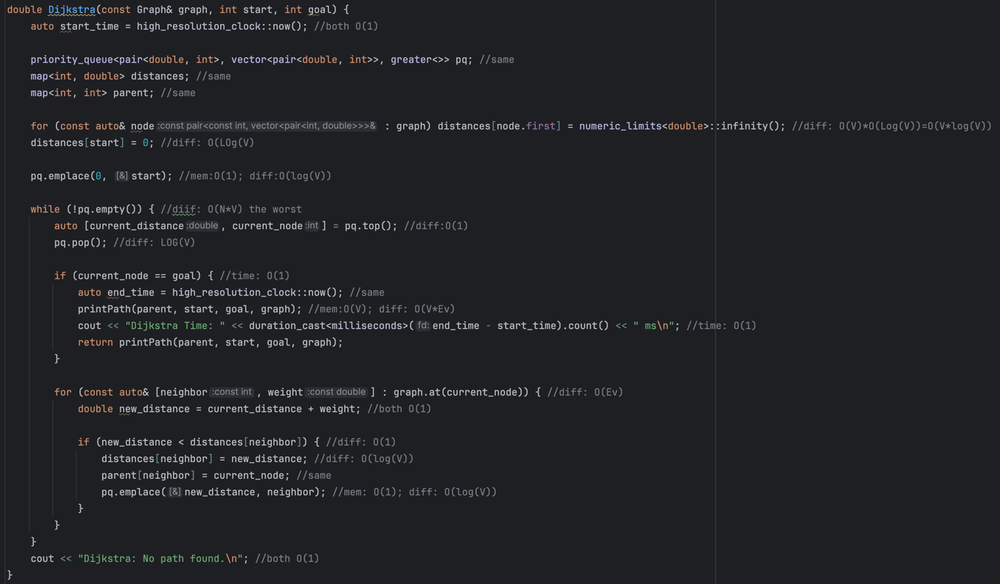 double Dijkstra(const Graph& graph, int start, int goal) {
auto start_time = high_resolution_clock::now(); //both O(1)
priority_queue<pair<double, int>, vector<pair<double, int>>, greater<>> pq; //same
map<int, double> distances; //same
map<int, int> parent; //same
for (const auto& node :const pair<const int, vector<pair<int, double>>>& : graph) distances[node.first] = numeric_limits<double>::infinity(); //diff: O(V)*O(Log(V))=O(V*log(V))
distances[start] = 0; //diff: O(LOg(V)
pq.emplace(0, [&] start); //mem:O(1); diff:O(log(V))
while (!pq.empty()) { //diif: O(N*V) the worst
auto [current_distance :double , current_node :int ] = pq.top(); //diff:O(1)
pq.pop(); //diff: LOG(V)
if (current_node == goal) { //time: O(1)
auto end_time = high_resolution_clock::now(); //same
printPath(parent, start, goal, graph); //mem:O(V); diff: O(V*Ev)
cout << "Dijkstra Time: " << duration_cast<milliseconds>( fd: end_time - start_time).count() << " ms\n"; //time: O(1)
return printPath(parent, start, goal, graph);
}
for (const auto& [neighbor :const int , weight :const double ] : graph.at(current_node)) { //diff: O(Ev)
double new_distance = current_distance + weight; //both O(1)
if (new_distance < distances[neighbor]) { //diff: O(1)
distances[neighbor] = new_distance; //diff: O(log(V))
parent[neighbor] = current_node; //same
pq.emplace( [&] new_distance, neighbor); //mem: O(1); diff: O(log(V))
}
}
}
cout << "Dijkstra: No path found.\n"; //both O(1)
}